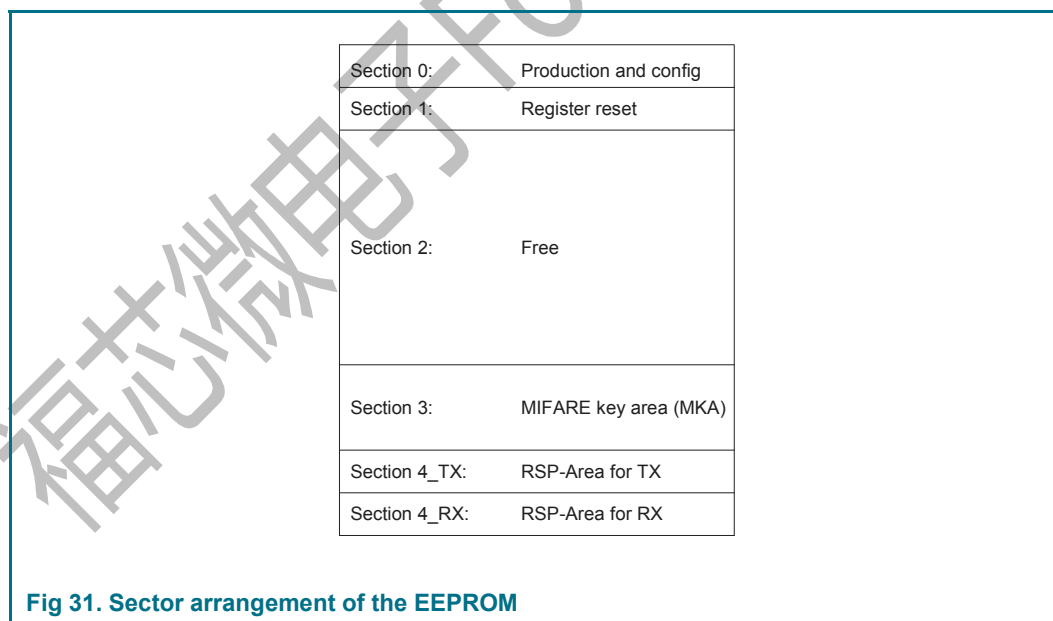 Section 0: Production and config
Section 1: Register reset
Section 2: Free
Section 3: MIFARE key area (MKA)
Section 4_TX: RSP-Area for TX
Section 4_RX: RSP-Area for RX
Fig 31. Sector arrangement of the EEPROM
福芯微电子